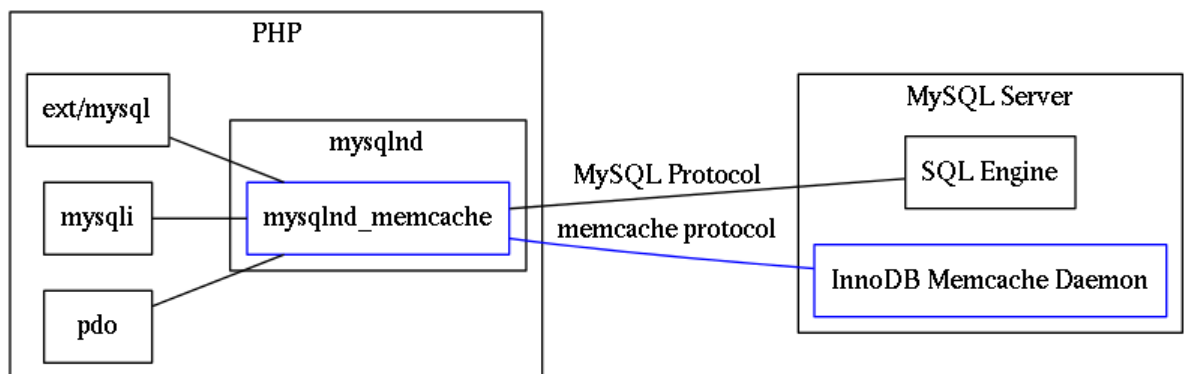 PHP
ext/mysql
mysqli
pdo
mysqlnd
mysqlnd_memcache
MySQL Protocol
memcache protocol
MySQL Server
SQL Engine
InnoDB Memcache Daemon